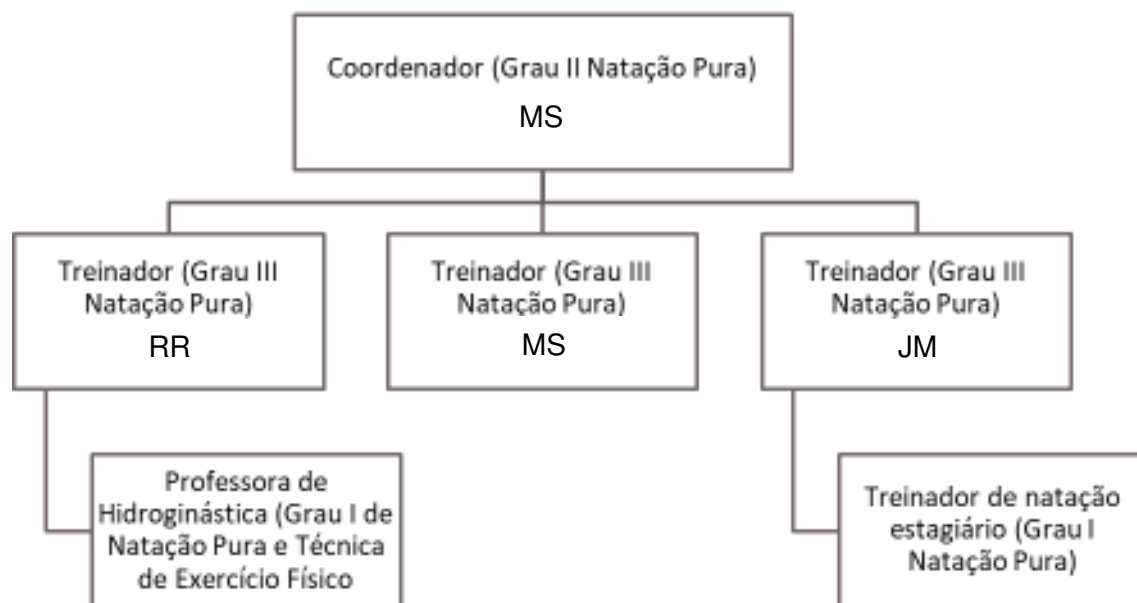 Coordenador (Grau II Natação Pura)
MS
Treinador (Grau III
Natação Pura)
RR
Treinador (Grau III
Natação Pura)
MS
Treinador (Grau III
Natação Pura)
JM
Professora de
Hidroginástica (Grau I de
Natação Pura e Técnica
de Exercício Físico
Treinador de natação
estagiário (Grau I
Natação Pura)